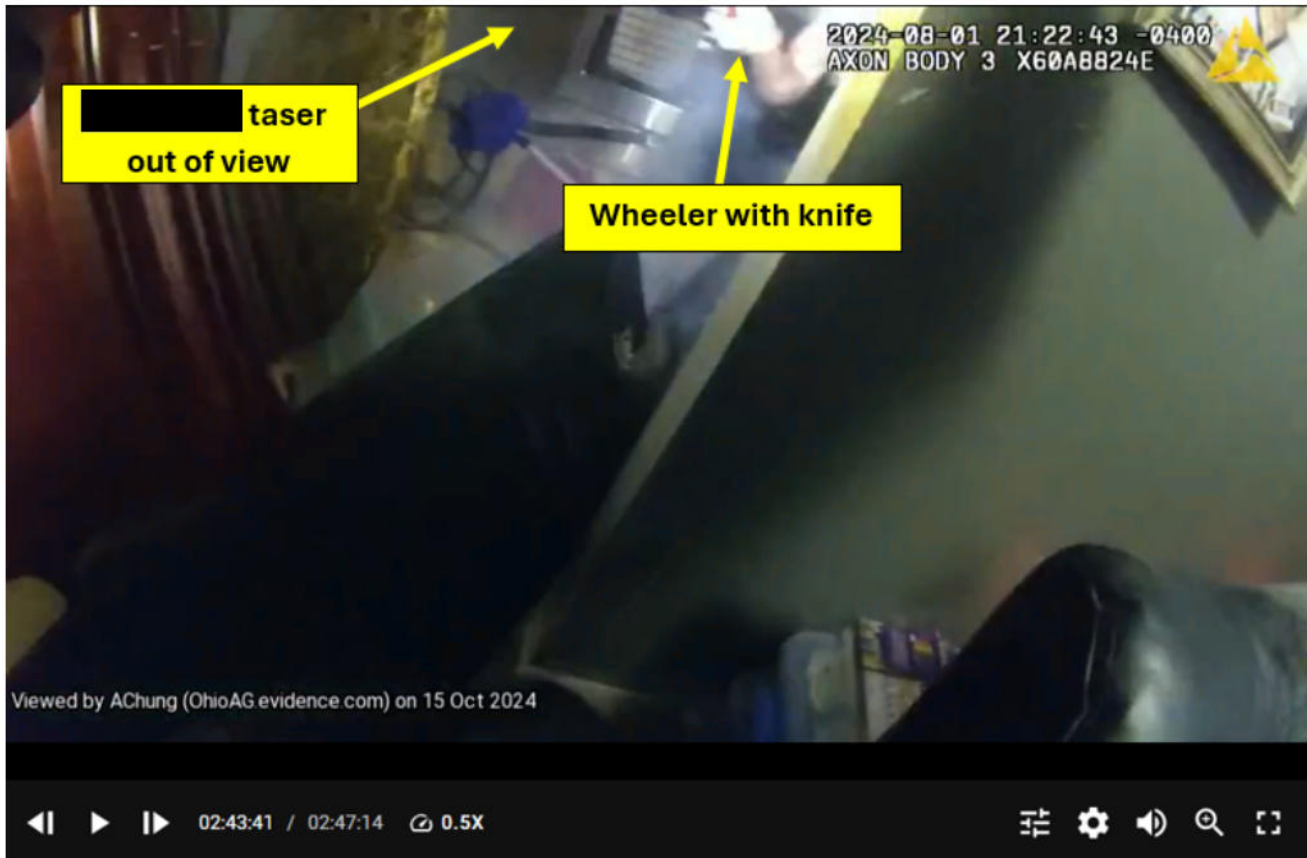 2024-08-01 21:22:43 -0400
AXON BODY 3 X60A8824E
taser
out of view
Wheeler with knife
Viewed by AChung (OhioAG.evidence.com) on 15 Oct 2024
02:43:41 / 02:47:14 0.5X